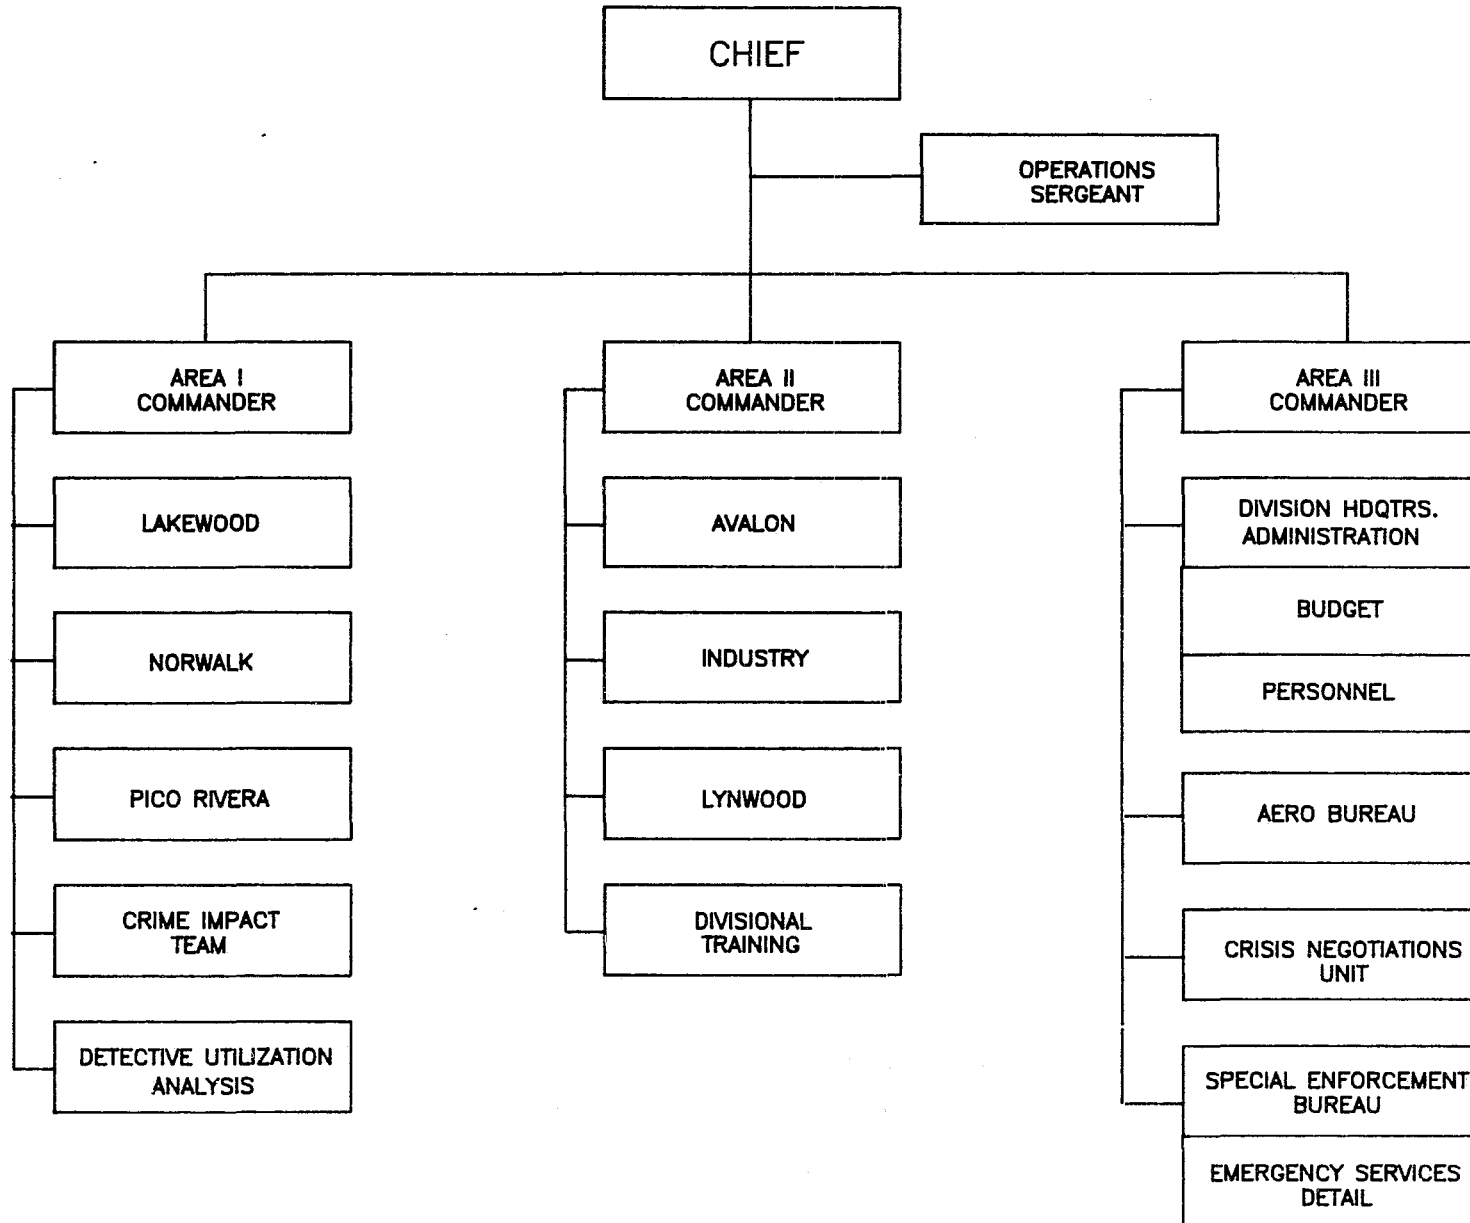 CHIEF
OPERATIONS
SERGEANT
AREA I
COMMANDER
LAKEWOOD
NORWALK
PICO RIVERA
CRIME IMPACT
TEAM
DETECTIVE UTILIZATION
ANALYSIS
AREA II
COMMANDER
AVALON
INDUSTRY
LYNWOOD
DIVISIONAL
TRAINING
AREA III
COMMANDER
DIVISION HDQTRS.
ADMINISTRATION
BUDGET
PERSONNEL
AERO BUREAU
CRISIS NEGOTIATIONS
UNIT
SPECIAL ENFORCEMENT
BUREAU
EMERGENCY SERVICES
DETAIL